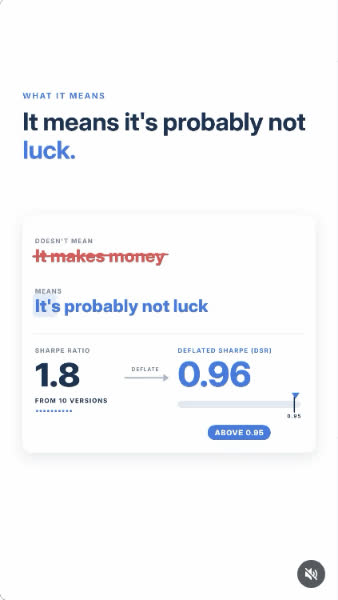 WHAT IT MEANS
It means it's probably not
luck.
DOESN'T MEAN
It makes money
MEANS
It's probably not luck
SHARPE RATIO
1.8
FROM 10 VERSIONS
DEFLATE
DEFLATED SHARPE (DSR)
0.96
0.95
ABOVE 0.95